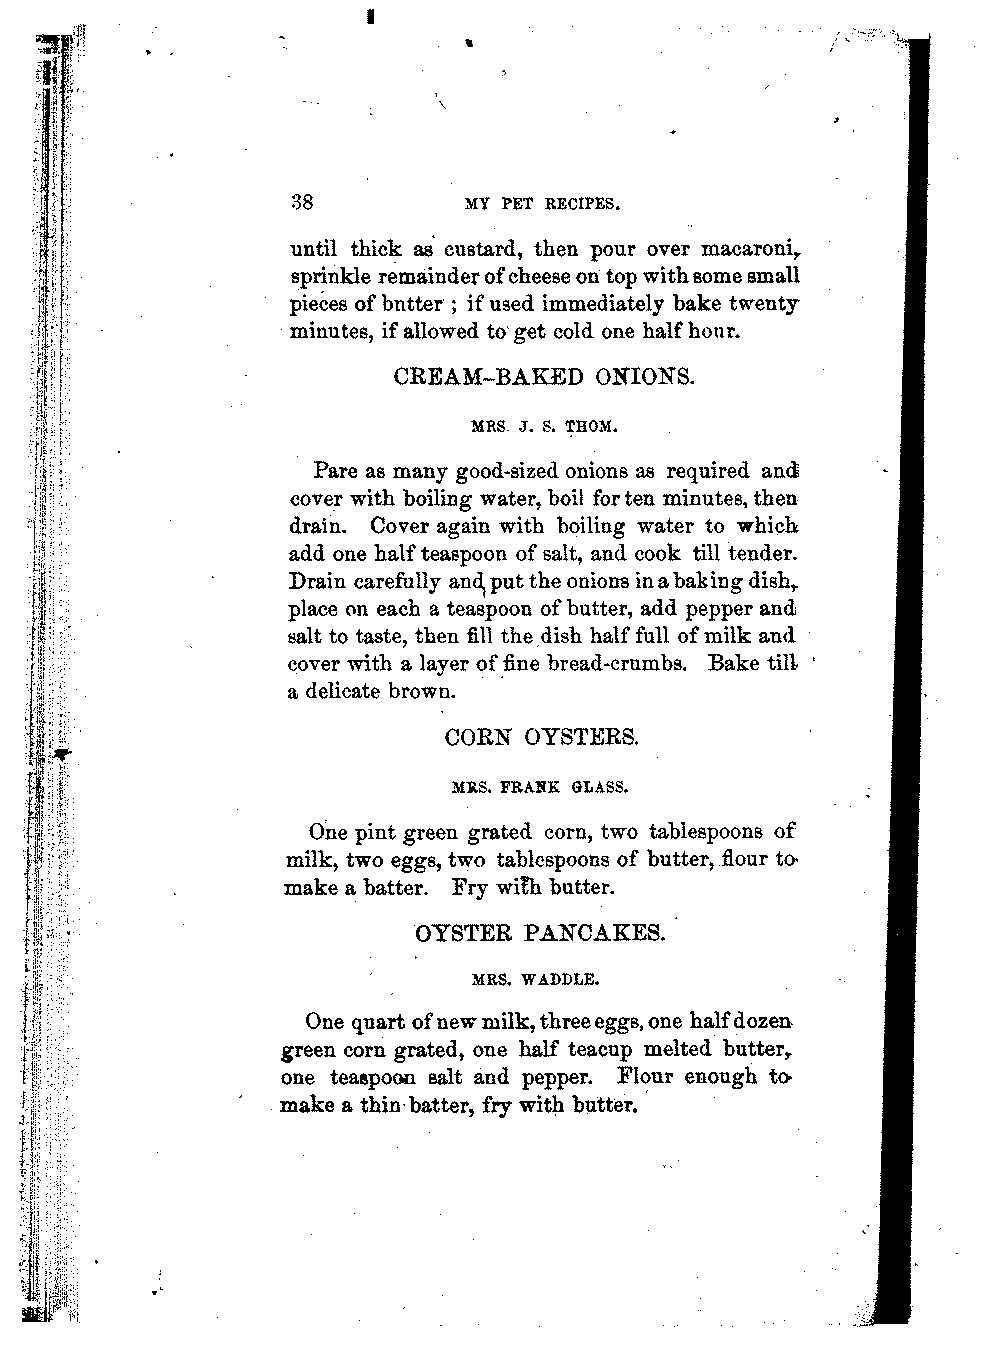 38 MY PET RECIPES.
until thick as custard, then pour over macaroni,
sprinkle remainder of cheese on top with some small
pieces of bntter ; if used immediately bake twenty
minutes, if allowed to get cold one half hour.
CREAM-BAKED ONIONS.
MRS. J. S. THOM.
Pare as many good-sized onions as required and
cover with boiling water, boil for ten minutes, then
drain. Cover again with boiling water to which
add one half teaspoon of salt, and cook till tender.
Drain carefully and put the onions in a baking dish,
place on each a teaspoon of butter, add pepper and
salt to taste, then fill the dish half full of milk and
cover with a layer of fine bread-crumbs. Bake till
a delicate brown.
CORN OYSTERS.
MRS. FRANK GLASS.
One pint green grated corn, two tablespoons of
milk, two eggs, two tablespoons of butter, flour to
make a batter. Fry with butter.
OYSTER PANCAKES.
MRS. WADDLE.
One quart of new milk, three eggs, one half dozen
green corn grated, one half teacup melted butter,
one teaspoon salt and pepper. Flour enough to
make a thin batter, fry with butter.